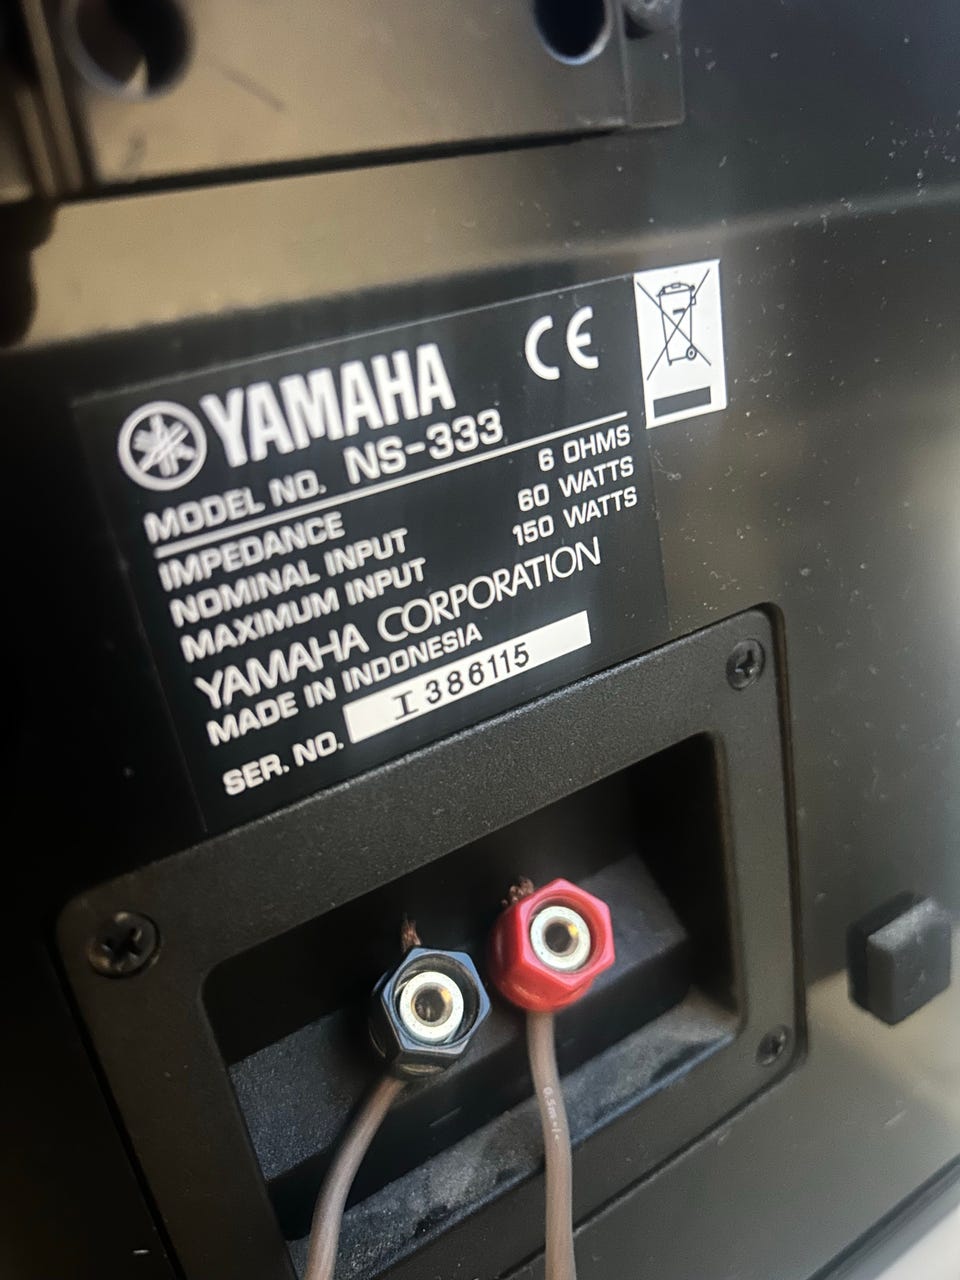 YAMAHA CE
MODEL NO. NS-333
IMPEDANCE 6 OHMS
NOMINAL INPUT 60 WATTS
MAXIMUM INPUT 150 WATTS
YAMAHA CORPORATION
MADE IN INDONESIA
SER. NO. I 386115